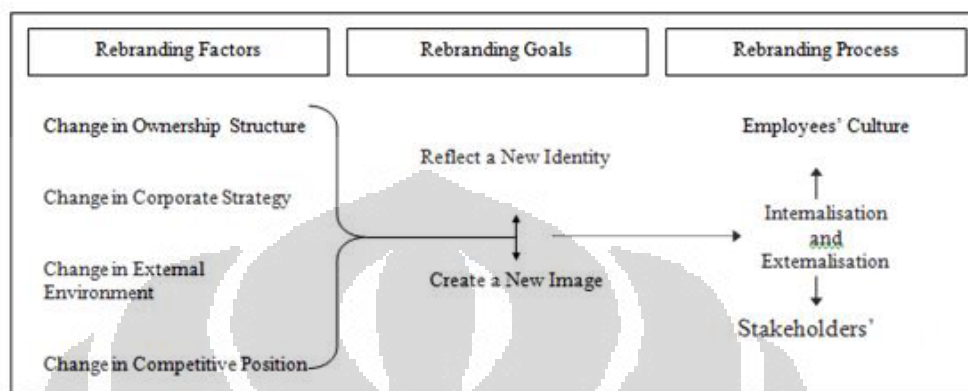 Rebranding Factors
Rebranding Goals
Rebranding Process
Change in Ownership Structure
Change in Corporate Strategy
Change in External
Environment
Change in Competitive Position
Reflect a New Identity
Create a New Image
Employees’ Culture
Internalisation
and
Externalisation
Stakeholders’